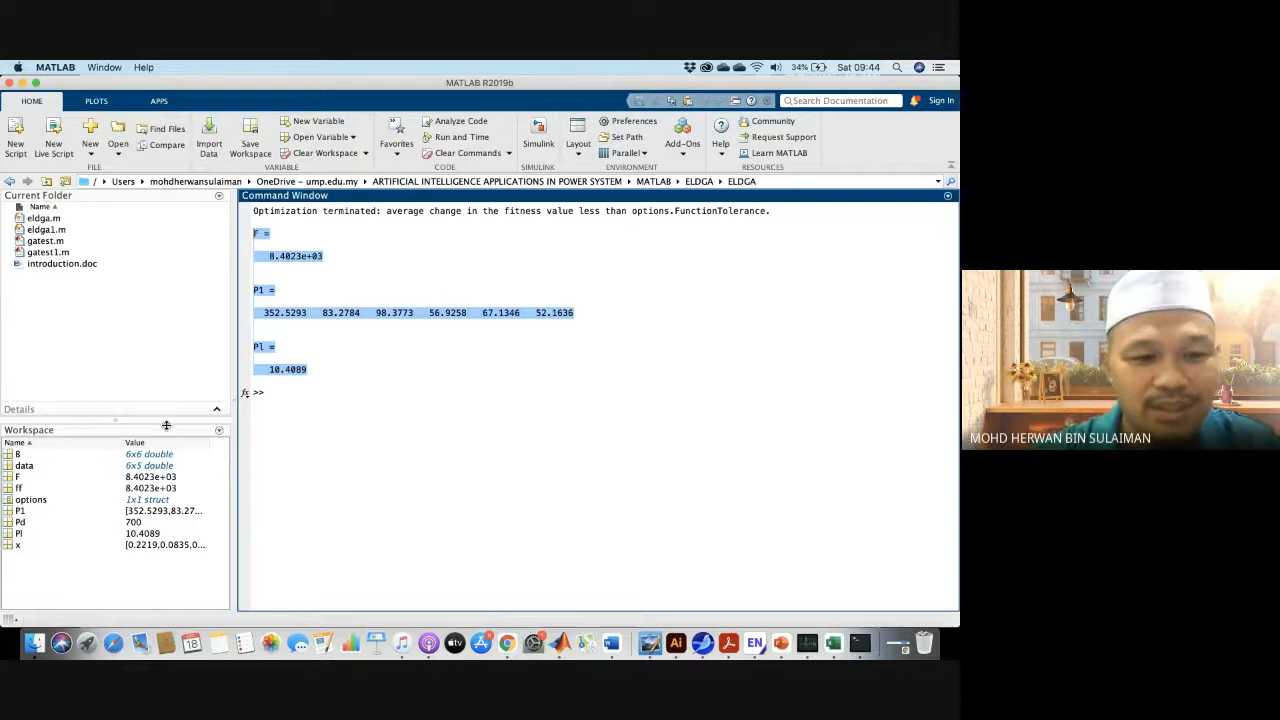 MATLAB Window Help
34% Sat 09:44
MATLAB R2019b
HOME PLOTS APPS
Search Documentation Sign In
New Script
New Live Script
New
Open
Find Files
Compare
Import Data
Save Workspace
New Variable
Open Variable
Clear Workspace
Favorites
Analyze Code
Run and Time
Clear Commands
Simulink
Layout
Preferences
Set Path
Parallel
Add-Ons
Help
Community
Request Support
Learn MATLAB
FILE VARIABLE CODE SIMULINK ENVIRONMENT RESOURCES
/ Users mohdherwansulaiman OneDrive - ump.edu.my ARTIFICIAL INTELLIGENCE APPLICATIONS IN POWER SYSTEM MATLAB ELDGA ELDGA
Current Folder
Name
eldga.m
eldga1.m
gatest.m
gatest1.m
introduction.doc
Details
Workspace
Name Value
B 6x6 double
data 6x5 double
F 8.4023e+03
ff 8.4023e+03
options 1x1 struct
P1 [352.5293,83.27...
Pd 700
Pl 10.4089
x [0.2219,0.0835,0...
Command Window
Optimization terminated: average change in the fitness value less than options.FunctionTolerance.
F =
8.4023e+03
P1 =
352.5293 83.2784 98.3773 56.9258 67.1346 52.1636
Pl =
10.4089
fx >>
MOHD HERWAN BIN SULAIMAN
18
tv
Ai
EN